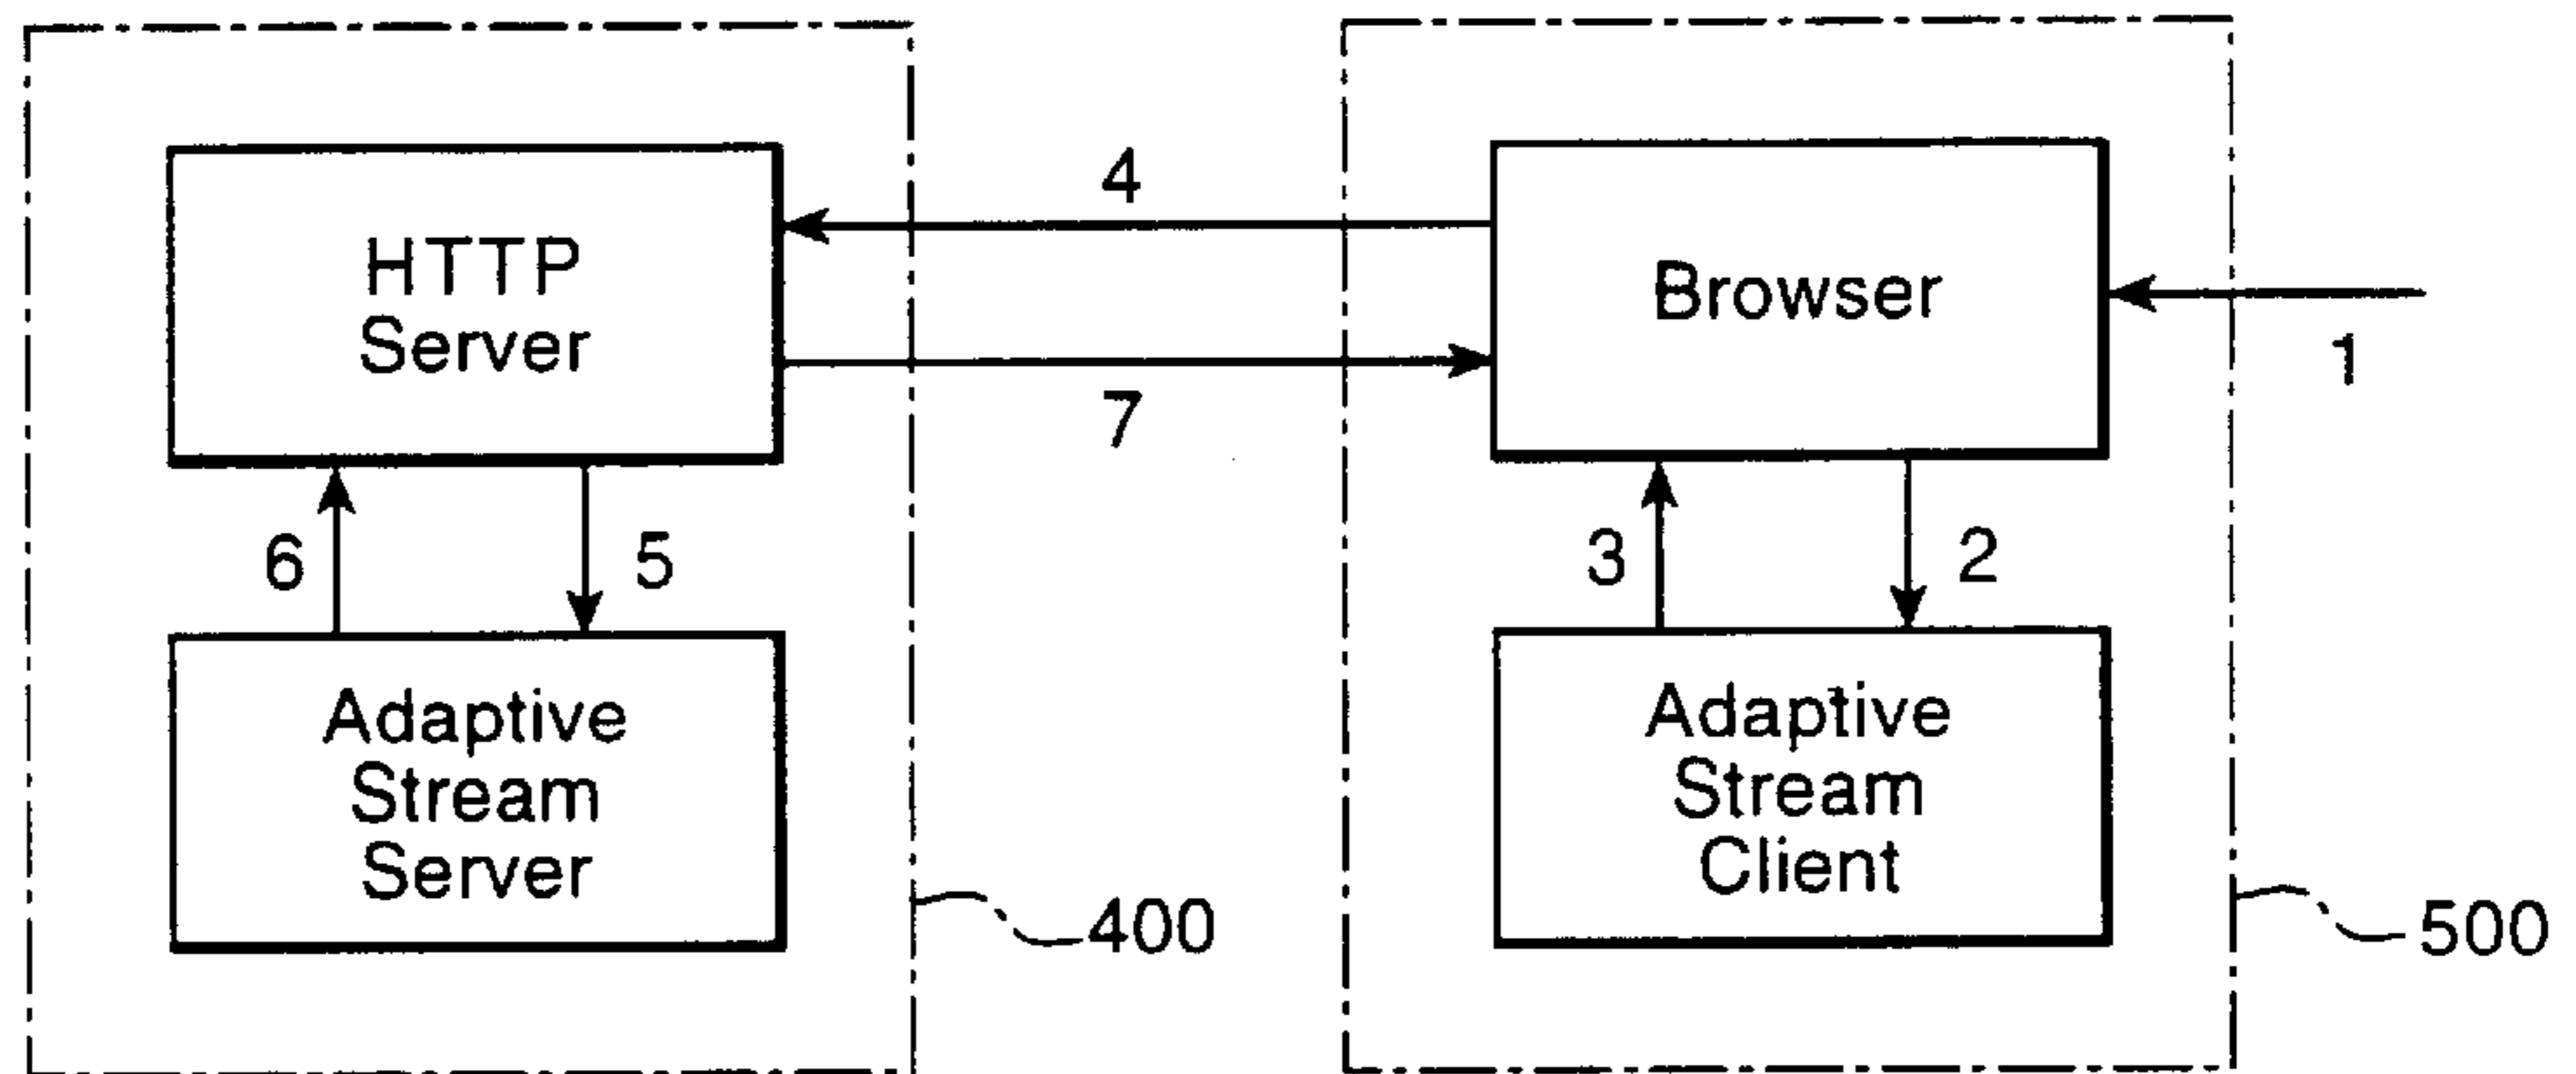 4
HTTP
Server
Browser
1
7
6
5
3
2
Adaptive
Stream
Server
Adaptive
Stream
Client
400
500